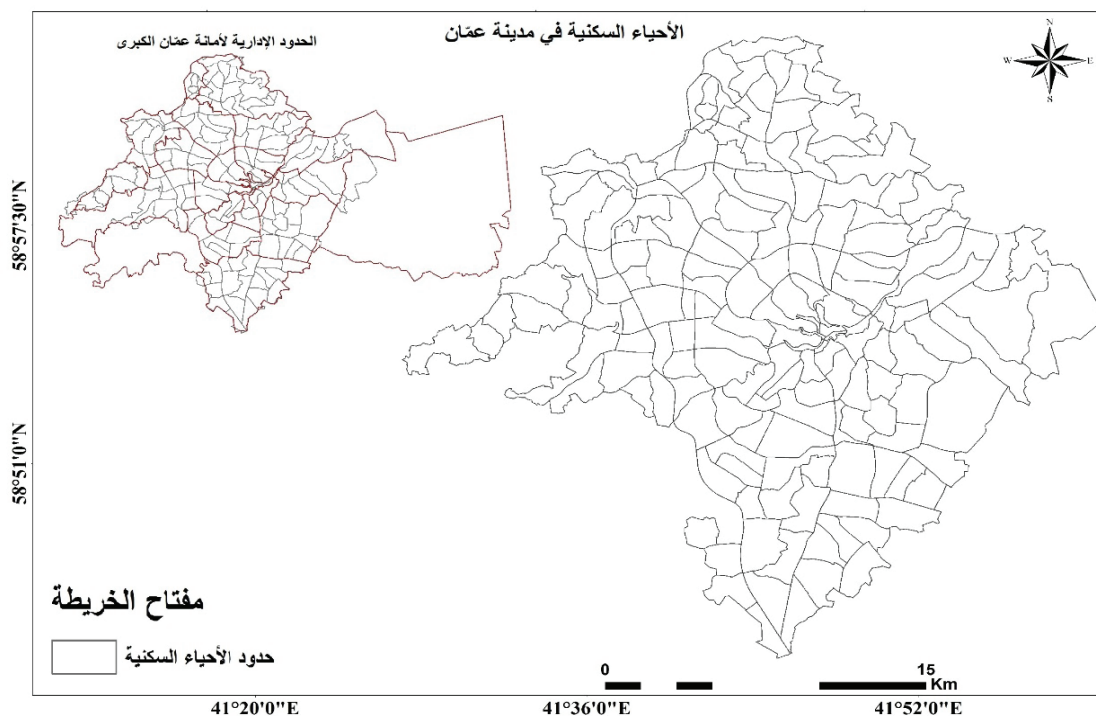 الأحياء السكنية في مدينة عمّان
الحدود الإدارية لأمانة عمّان الكبرى
N
W E
S
58°57'30"N
58°51'0"N
مفتاح الخريطة
حدود الأحياء السكنية
0 15
Km
41°20'0"E 41°36'0"E 41°52'0"E